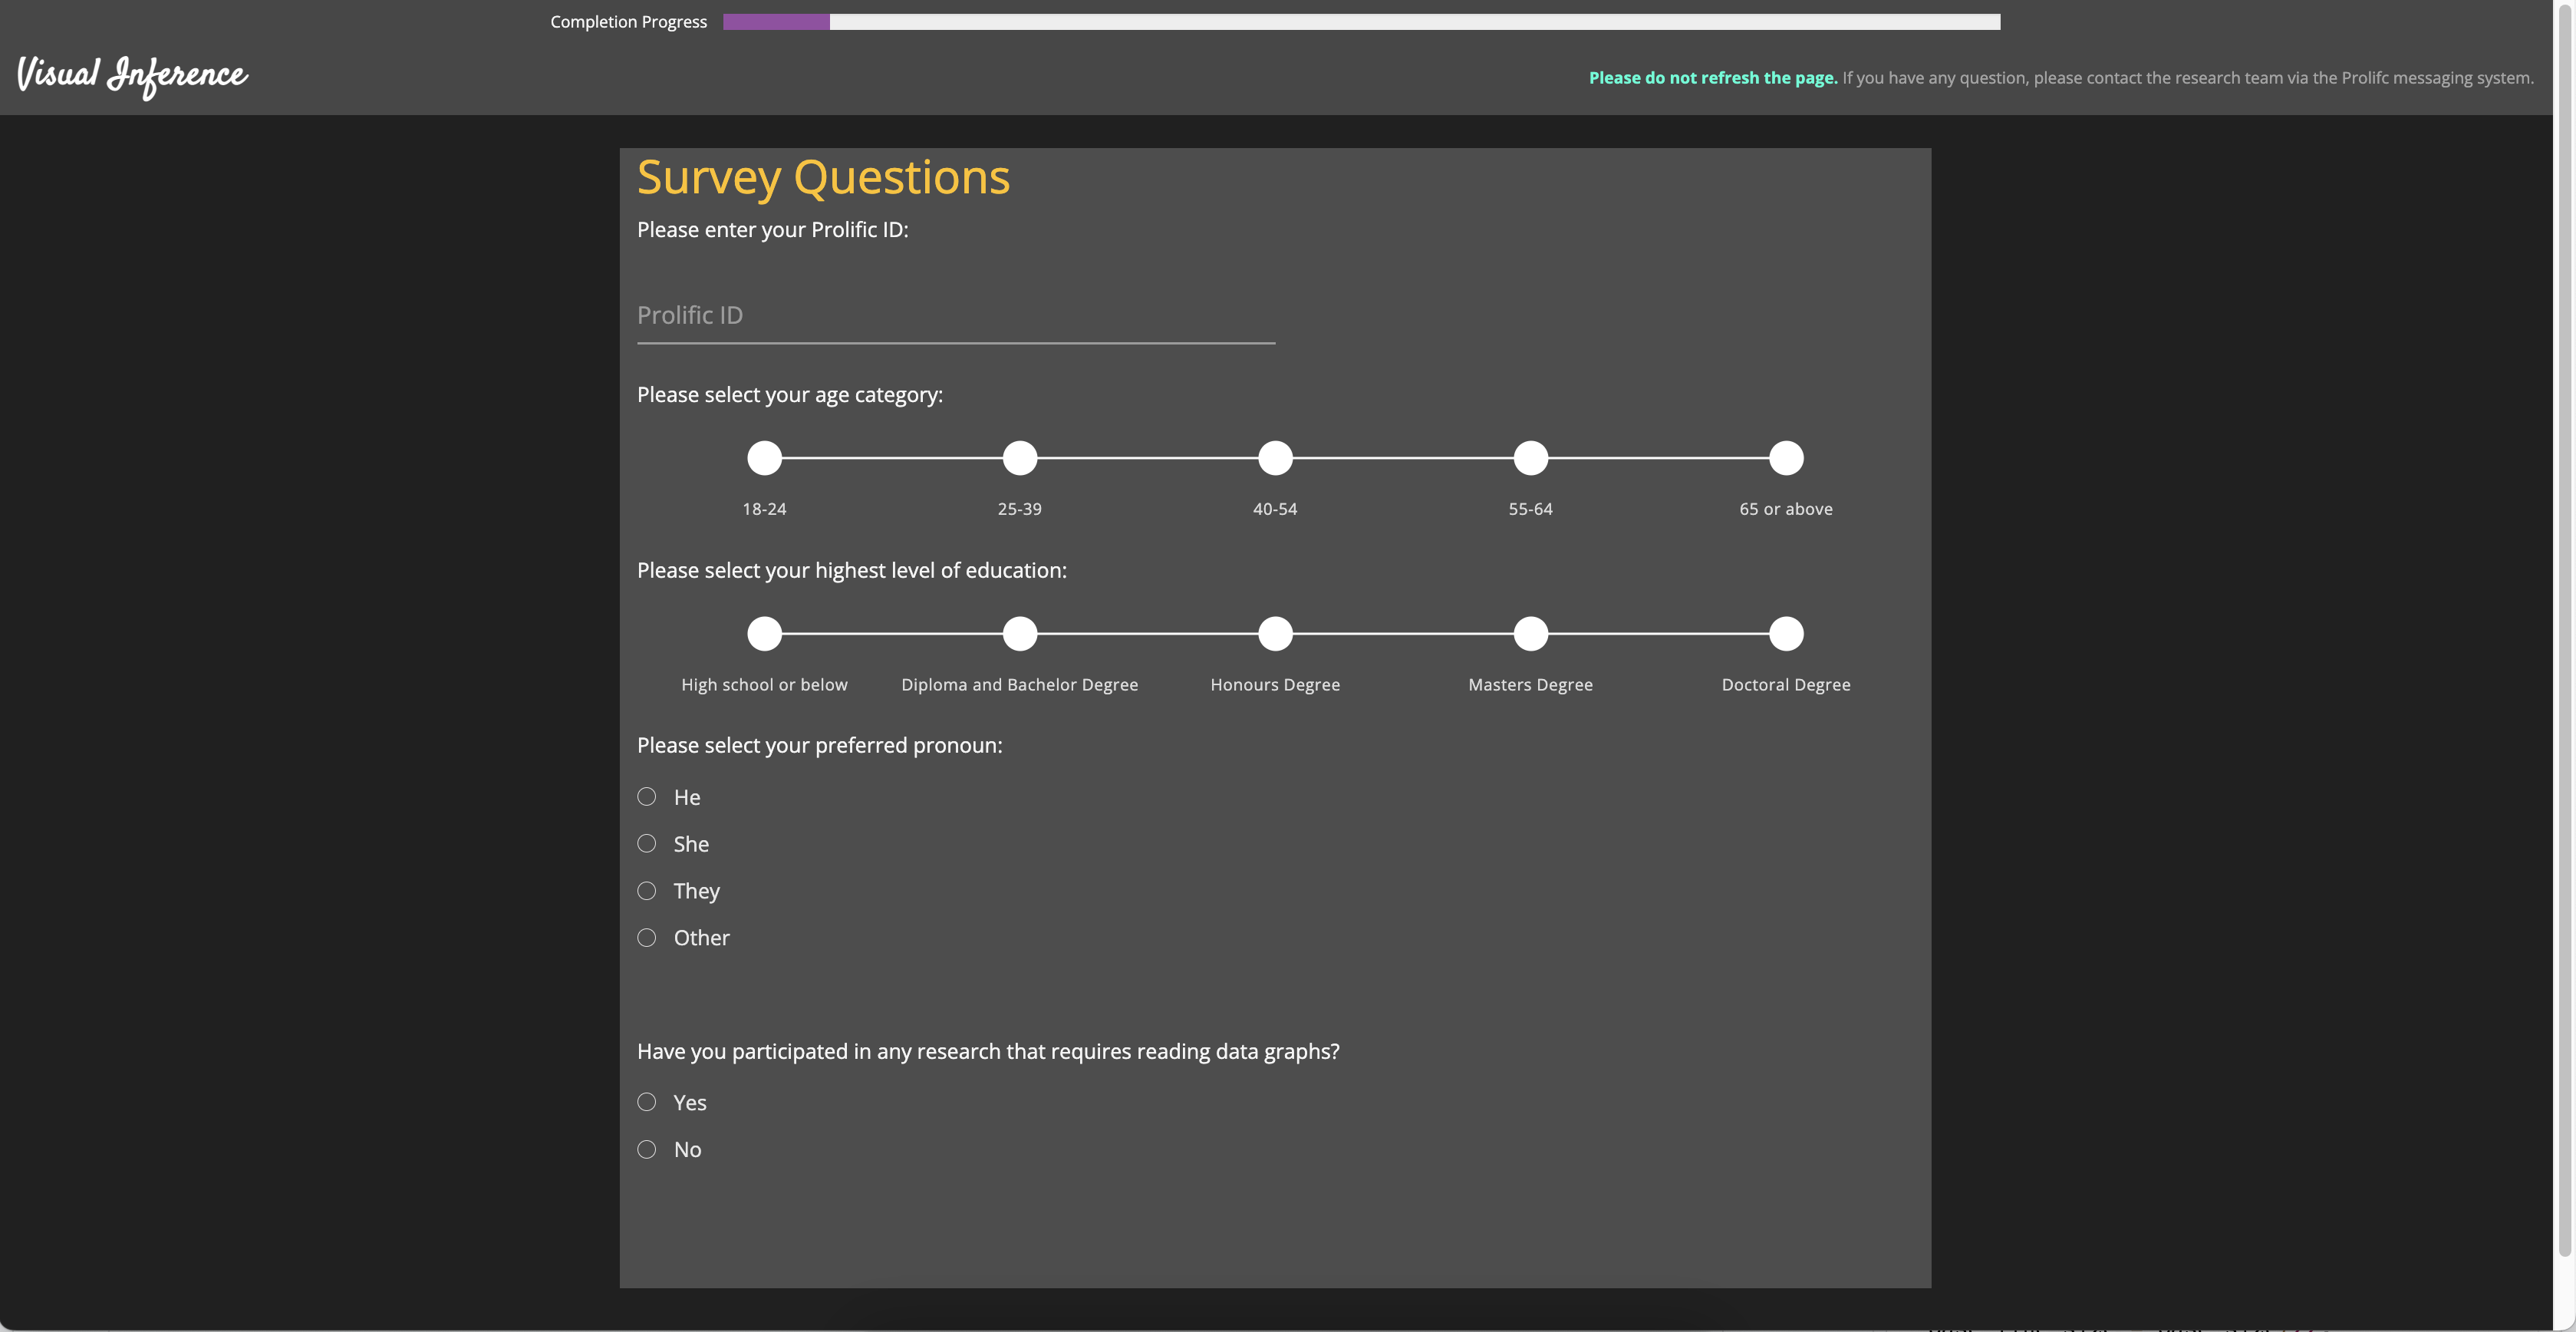 Completion Progress
Visual Inference
Please do not refresh the page. If you have any question, please contact the research team via the Prolifc messaging system.
Survey Questions
Please enter your Prolific ID:
Prolific ID
Please select your age category:
18-24 25-39 40-54 55-64 65 or above
Please select your highest level of education:
High school or below Diploma and Bachelor Degree Honours Degree Masters Degree Doctoral Degree
Please select your preferred pronoun:
He
She
They
Other
Have you participated in any research that requires reading data graphs?
Yes
No